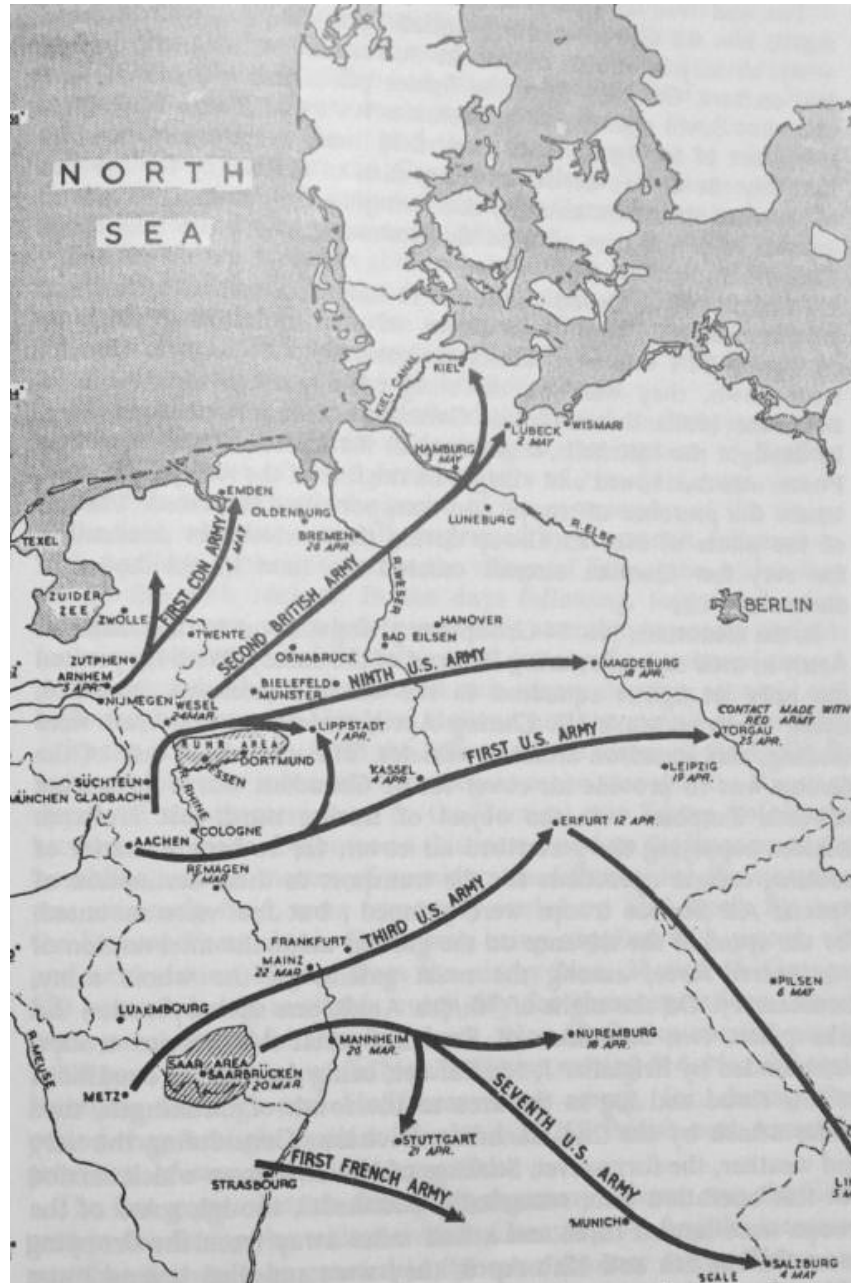 NORTH
SEA
KIEL CANAL
KIEL
LÜBECK
2 MAY
WISMAR
HAMBURG
3 MAY
EMDEN
OLDENBURG
BREMEN
26 APR.
LUNEBURG
R. ELBE
TEXEL
ZUIDER
ZEE
ZWOLLE
FIRST CDN ARMY
SECOND BRITISH ARMY
R. WESER
BERLIN
HANOVER
TWENTE
BAD EILSEN
OSNABRUCK
ZUTPHEN
ARNHEM
5 APR.
NIJMEGEN
WESEL
24 MAR.
BIELEFELD
MUNSTER
NINTH U.S. ARMY
MAGDEBURG
18 APR.
CONTACT MADE WITH
RED ARMY
TORGAU
25 APR.
LIPPSTADT
1 APR.
RUHR AREA
DORTMUND
ESSEN
FIRST U.S. ARMY
KASSEL
4 APR.
LEIPZIG
19 APR.
SÜCHTELN
MÜNCHEN
GLADBACH
R. RHINE
COLOGNE
AACHEN
ERFURT 12 APR.
REMAGEN
7 MAR.
THIRD U.S. ARMY
FRANKFURT
MAINZ
22 MAR.
PILSEN
6 MAY
LUXEMBOURG
R. MEUSE
MANNHEIM
NUREMBURG
SAAR AREA
SAARBRÜCKEN
20 MAR.
METZ
SEVENTH U.S. ARMY
STUTTGART
21 APR.
FIRST FRENCH ARMY
STRASBOURG
MUNICH
SALZBURG
4 MAY
SCALE